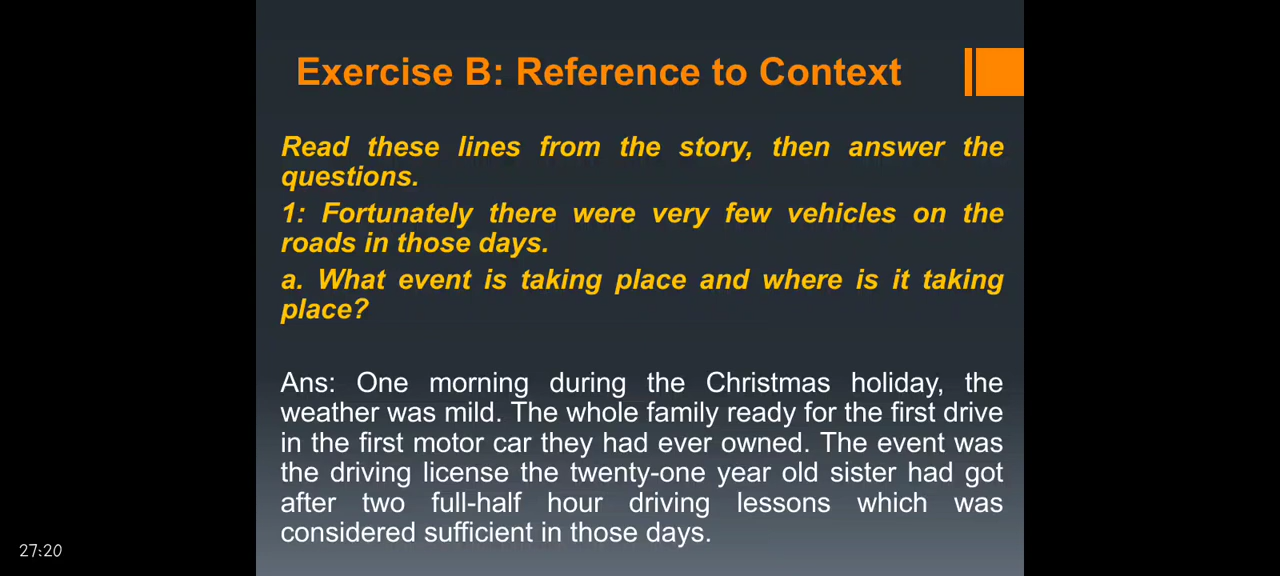 Exercise B: Reference to Context
Read these lines from the story, then answer the
questions.
1: Fortunately there were very few vehicles on the
roads in those days.
a. What event is taking place and where is it taking
place?
Ans: One morning during the Christmas holiday, the
weather was mild. The whole family ready for the first drive
in the first motor car they had ever owned. The event was
the driving license the twenty-one year old sister had got
after two full-half hour driving lessons which was
considered sufficient in those days.
27:20